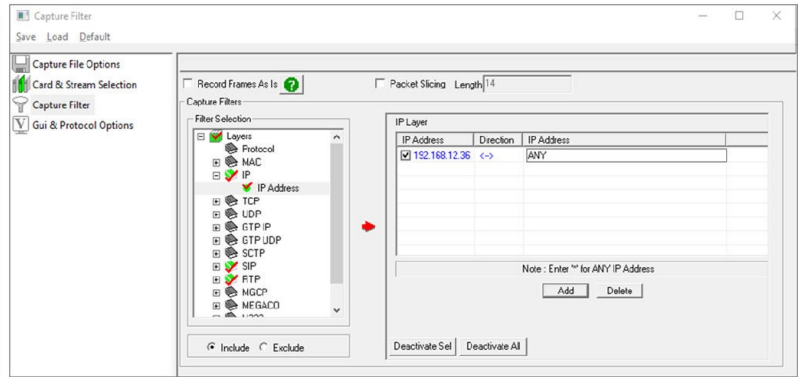 Capture Filter
Save Load Default
Capture File Options
Card & Stream Selection
Capture Filter
Gui & Protocol Options
Record Frames As Is
Packet Slicing Length 14
Capture Filters
Filter Selection
Layers
Protocol
MAC
IP
IP Address
TCP
UDP
GTP IP
GTP UDP
SCTP
SIP
RTP
MGCP
MEGACO
Include Exclude
IP Layer
IP Address Direction IP Address
192.168.12.36 <-> ANY
Note : Enter '*' for ANY IP Address
Add Delete
Deactivate Sel Deactivate All